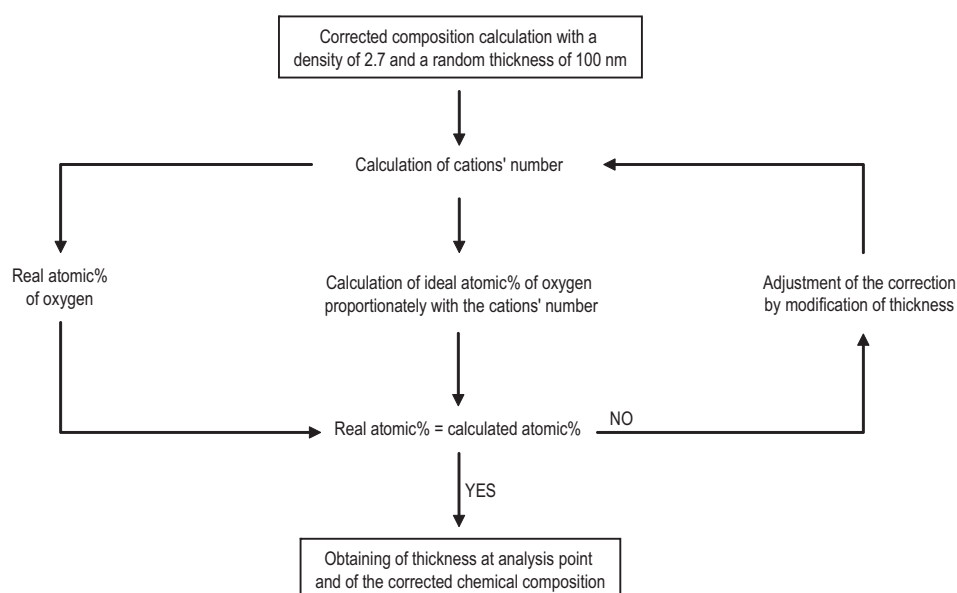 Corrected composition calculation with a
density of 2.7 and a random thickness of 100 nm
Calculation of cations' number
Real atomic%
of oxygen
Calculation of ideal atomic% of oxygen
proportionately with the cations' number
Adjustment of the correction
by modification of thickness
Real atomic% = calculated atomic%
NO
YES
Obtaining of thickness at analysis point
and of the corrected chemical composition